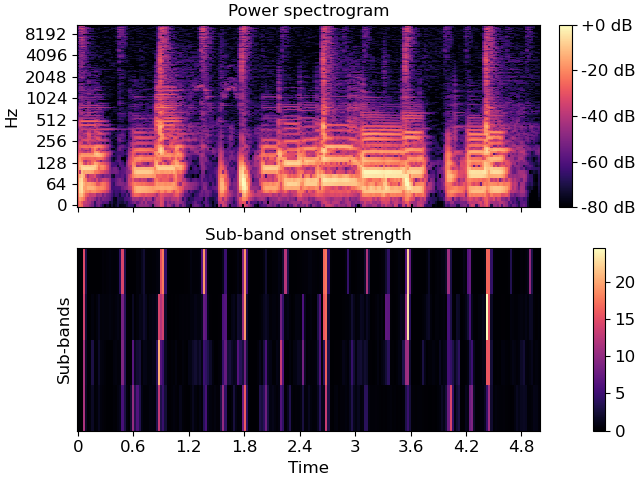 Power spectrogram
8192
4096
2048
1024
512
256
128
64
0
Hz
+0 dB
-20 dB
-40 dB
-60 dB
-80 dB
Sub-band onset strength
Sub-bands
20
15
10
5
0
0 0.6 1.2 1.8 2.4 3 3.6 4.2 4.8
Time